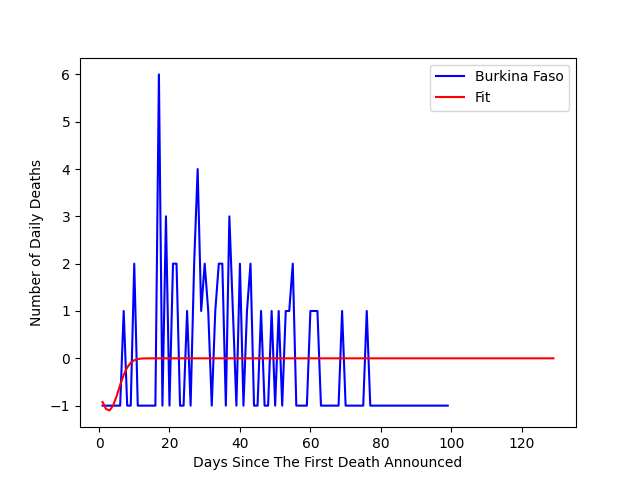 Burkina Faso
Fit
6
5
4
3
2
1
0
−1
0 20 40 60 80 100 120
Number of Daily Deaths
Days Since The First Death Announced